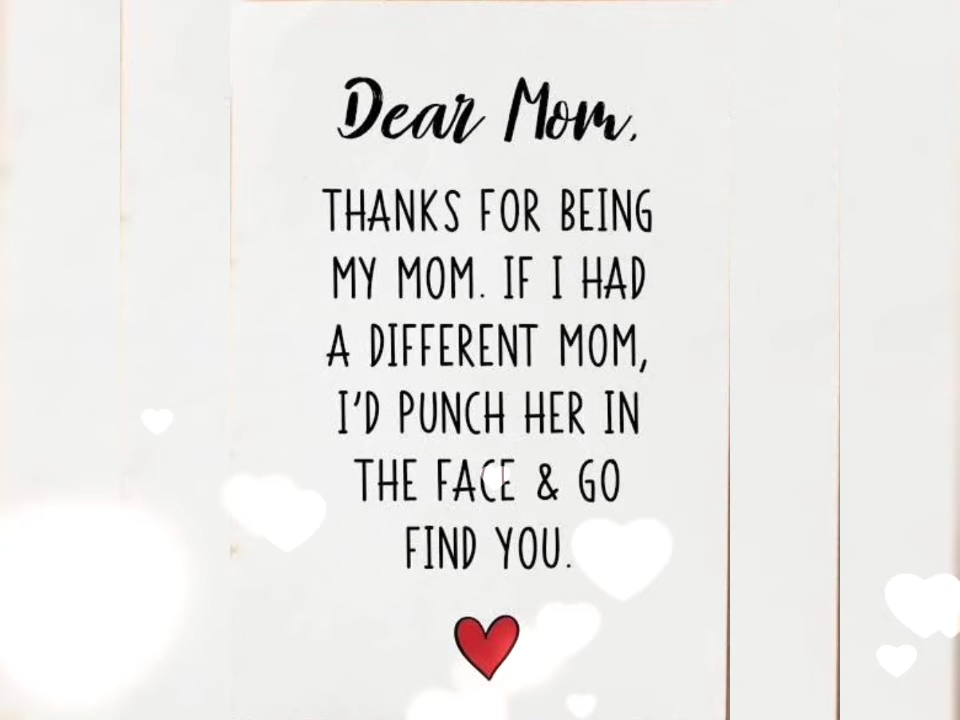 Dear Mom,
THANKS FOR BEING
MY MOM. IF I HAD
A DIFFERENT MOM,
I'D PUNCH HER IN
THE FACE & GO
FIND YOU.